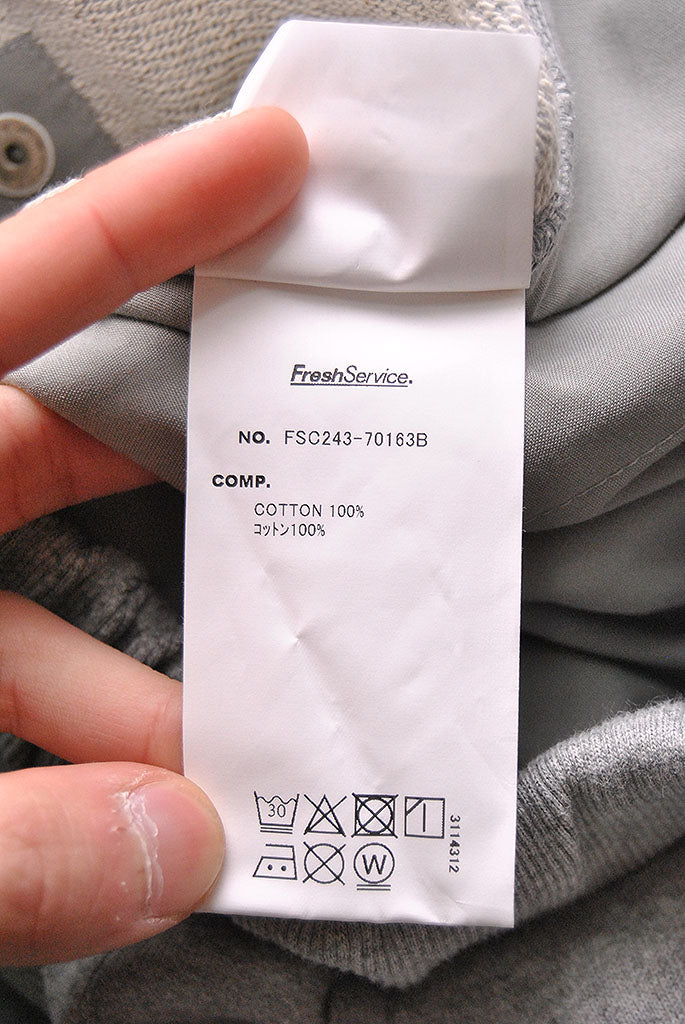 FreshService.
NO. FSC243-70163B
COMP.
COTTON 100%
コットン100%
30
3114312
W